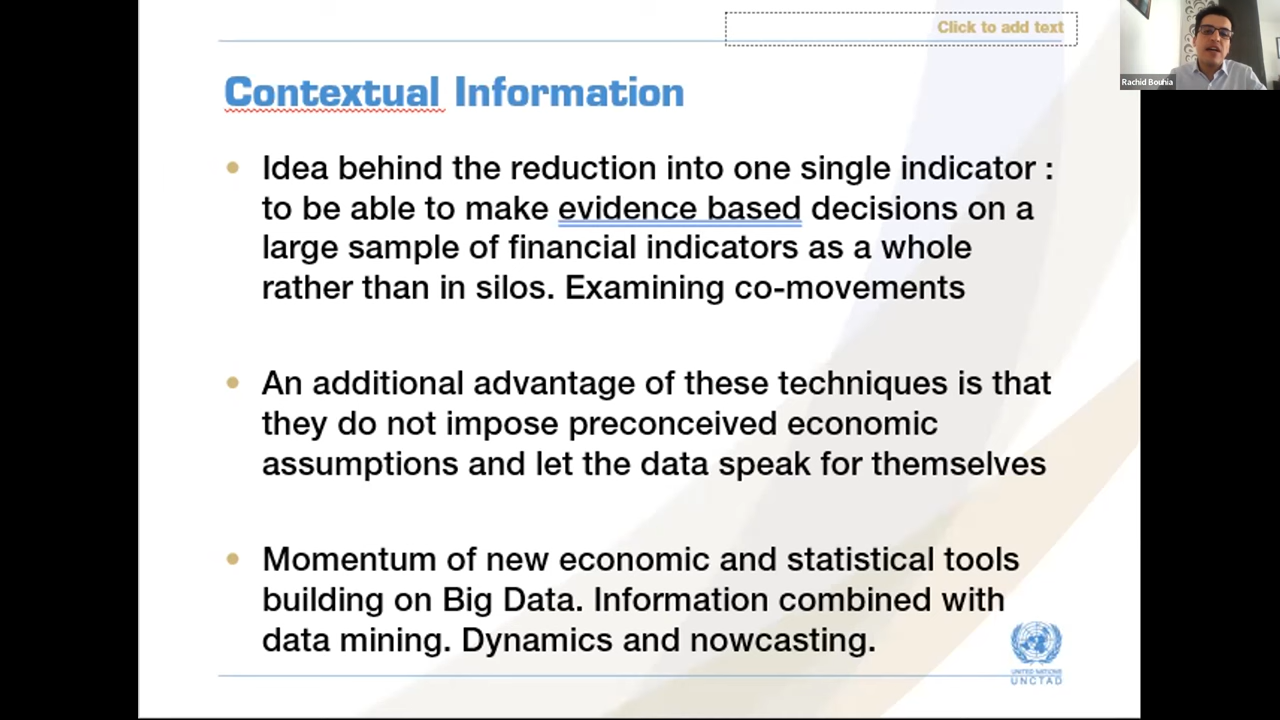 Click to add text
Rachid Bouhia
Contextual Information
• Idea behind the reduction into one single indicator :
to be able to make evidence based decisions on a
large sample of financial indicators as a whole
rather than in silos. Examining co-movements
• An additional advantage of these techniques is that
they do not impose preconceived economic
assumptions and let the data speak for themselves
• Momentum of new economic and statistical tools
building on Big Data. Information combined with
data mining. Dynamics and nowcasting.
UNITED NATIONS
UNCTAD